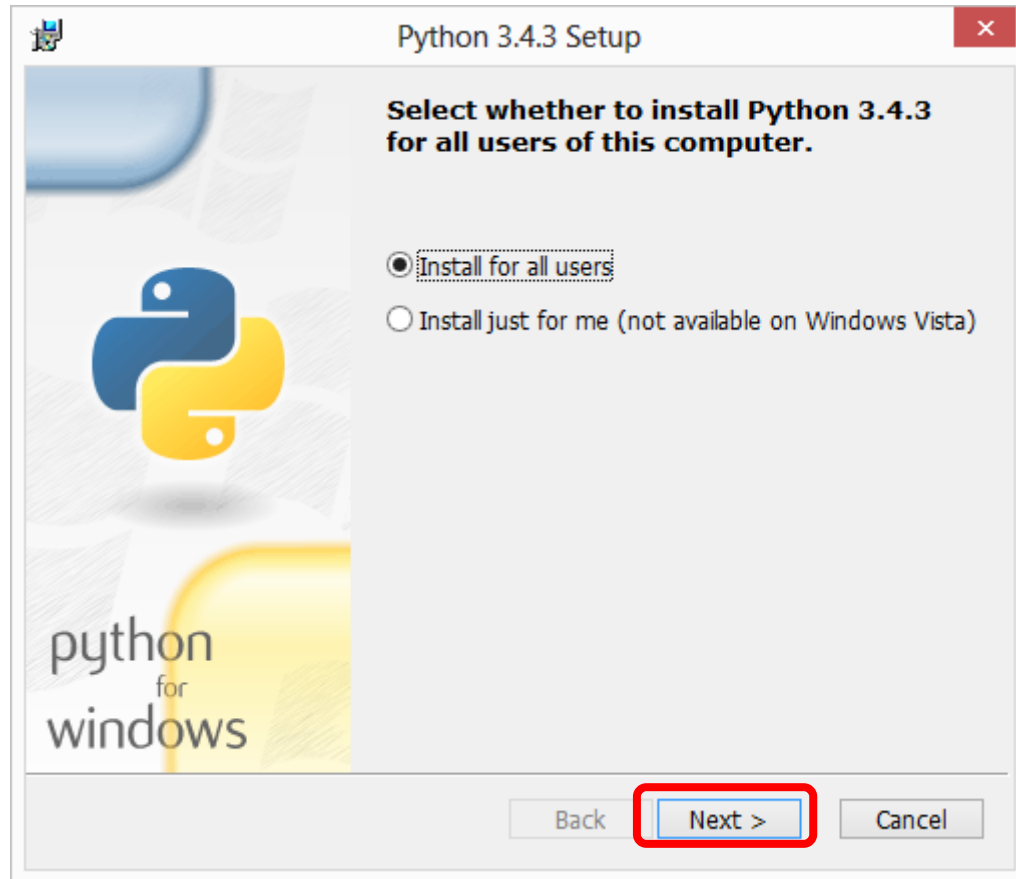 Python 3.4.3 Setup
Select whether to install Python 3.4.3
for all users of this computer.
Install for all users
Install just for me (not available on Windows Vista)
python
for
windows
Back
Next >
Cancel